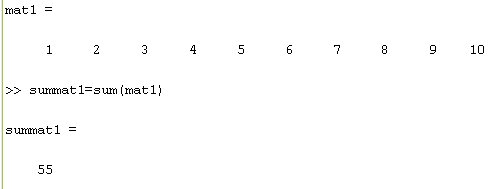 mat1 =
1 2 3 4 5 6 7 8 9 10
>> summat1=sum(mat1)
summat1 =
55